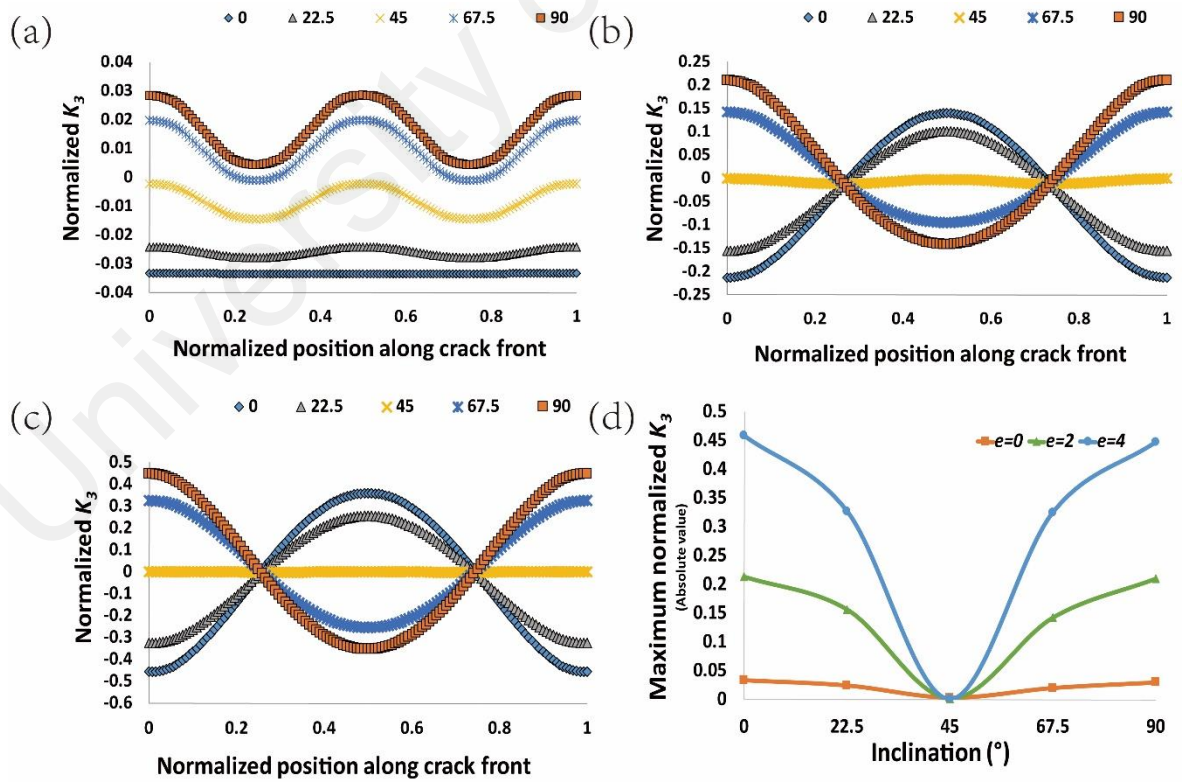 (a)
0 22.5 45 67.5 90
Normalized K3
0.04
0.03
0.02
0.01
0
-0.01
-0.02
-0.03
-0.04
0 0.2 0.4 0.6 0.8 1
Normalized position along crack front
(b)
0 22.5 45 67.5 90
Normalized K3
0.25
0.2
0.15
0.1
0.05
0
-0.05
-0.1
-0.15
-0.2
-0.25
0 0.2 0.4 0.6 0.8 1
Normalized position along crack front
(c)
0 22.5 45 67.5 90
Normalized K3
0.5
0.4
0.3
0.2
0.1
0
-0.1
-0.2
-0.3
-0.4
-0.5
-0.6
0 0.2 0.4 0.6 0.8 1
Normalized position along crack front
(d)
e=0 e=2 e=4
Maximum normalized K3
(Absolute value)
0.5
0.45
0.4
0.35
0.3
0.25
0.2
0.15
0.1
0.05
0
0 22.5 45 67.5 90
Inclination (°)
University